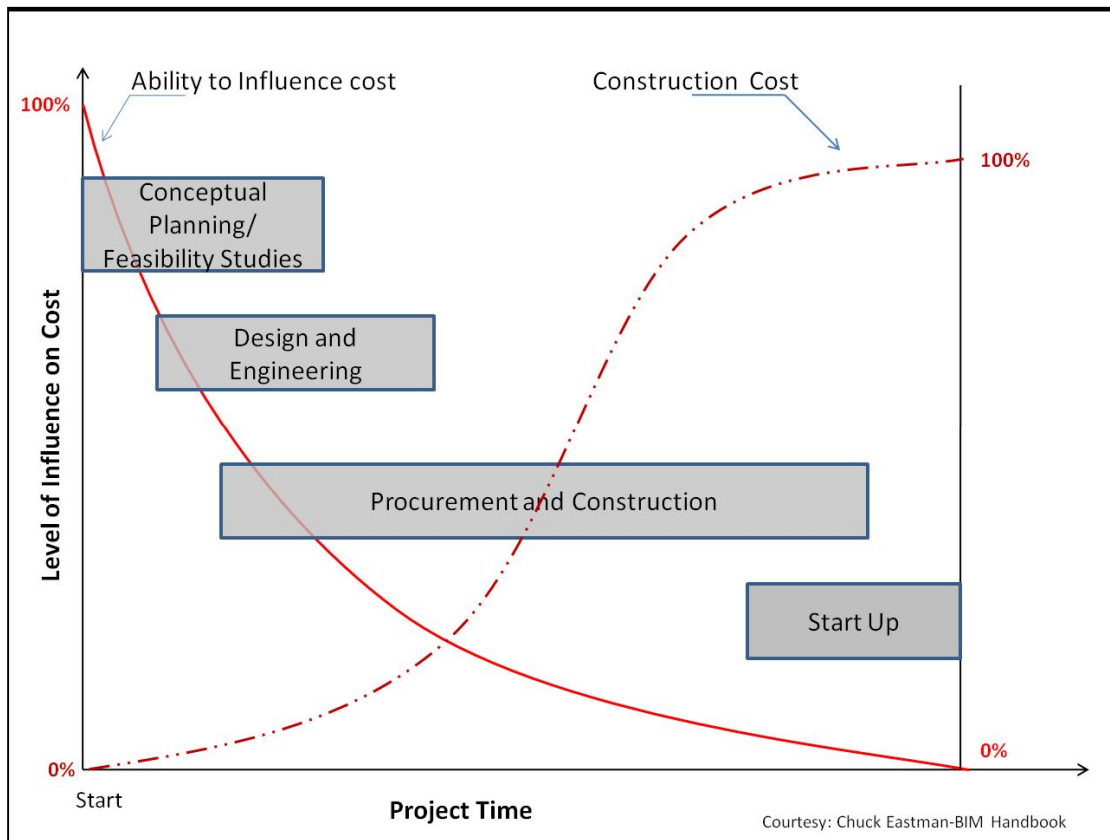 Ability to Influence cost
Construction Cost
100%
100%
Conceptual
Planning/
Feasibility Studies
Design and
Engineering
Level of Influence on Cost
Procurement and Construction
Start Up
0%
0%
Start
Project Time
Courtesy: Chuck Eastman-BIM Handbook